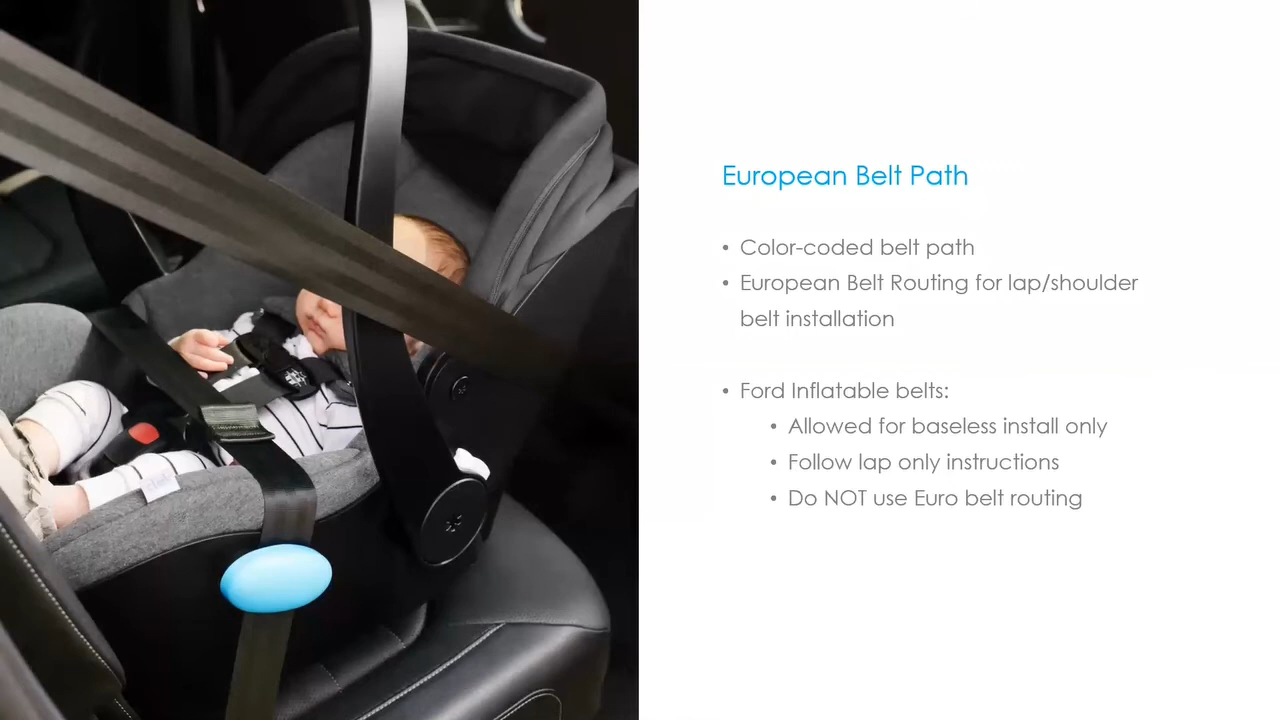 European Belt Path
• Color-coded belt path
• European Belt Routing for lap/shoulder
belt installation
• Ford Inflatable belts:
• Allowed for baseless install only
• Follow lap only instructions
• Do NOT use Euro belt routing